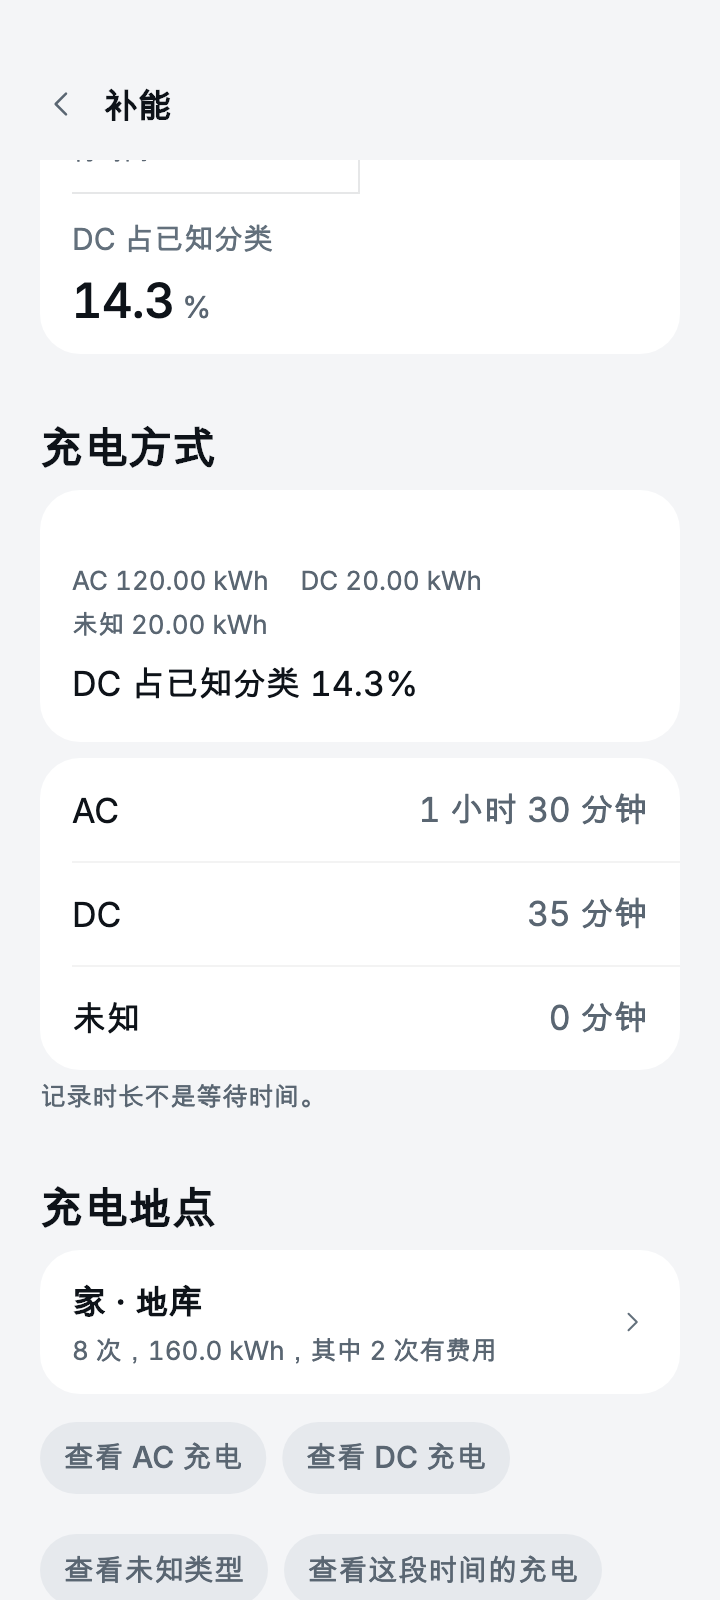 补能
DC 占已知分类
14.3 %
充电方式
AC 120.00 kWh DC 20.00 kWh
未知 20.00 kWh
DC 占已知分类 14.3%
AC 1 小时 30 分钟
DC 35 分钟
未知 0 分钟
记录时长不是等待时间。
充电地点
家 · 地库
8 次，160.0 kWh，其中 2 次有费用
查看 AC 充电 查看 DC 充电
查看未知类型 查看这段时间的充电